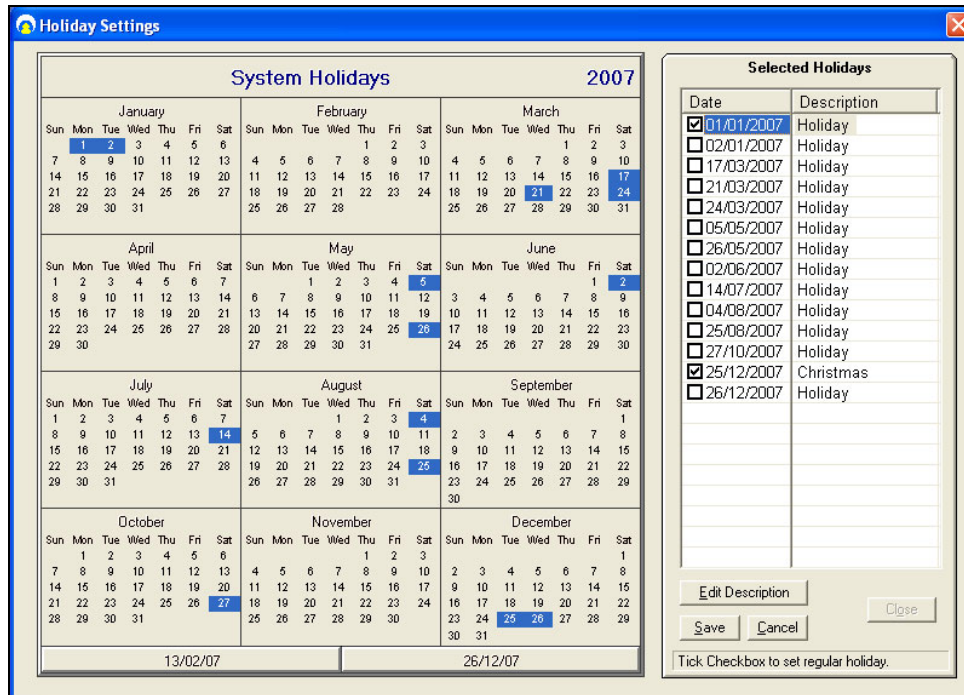 Holiday Settings
System Holidays 2007
January
Sun Mon Tue Wed Thu Fri Sat
1 2 3 4 5 6
7 8 9 10 11 12 13
14 15 16 17 18 19 20
21 22 23 24 25 26 27
28 29 30 31
February
Sun Mon Tue Wed Thu Fri Sat
1 2 3
4 5 6 7 8 9 10
11 12 13 14 15 16 17
18 19 20 21 22 23 24
25 26 27 28
March
Sun Mon Tue Wed Thu Fri Sat
1 2 3
4 5 6 7 8 9 10
11 12 13 14 15 16 17
18 19 20 21 22 23 24
25 26 27 28 29 30 31
April
Sun Mon Tue Wed Thu Fri Sat
1 2 3 4 5 6 7
8 9 10 11 12 13 14
15 16 17 18 19 20 21
22 23 24 25 26 27 28
29 30
May
Sun Mon Tue Wed Thu Fri Sat
1 2 3 4 5
6 7 8 9 10 11 12
13 14 15 16 17 18 19
20 21 22 23 24 25 26
27 28 29 30 31
June
Sun Mon Tue Wed Thu Fri Sat
1 2
3 4 5 6 7 8 9
10 11 12 13 14 15 16
17 18 19 20 21 22 23
24 25 26 27 28 29 30
July
Sun Mon Tue Wed Thu Fri Sat
1 2 3 4 5 6 7
8 9 10 11 12 13 14
15 16 17 18 19 20 21
22 23 24 25 26 27 28
29 30 31
August
Sun Mon Tue Wed Thu Fri Sat
1 2 3 4
5 6 7 8 9 10 11
12 13 14 15 16 17 18
19 20 21 22 23 24 25
26 27 28 29 30 31
September
Sun Mon Tue Wed Thu Fri Sat
1
2 3 4 5 6 7 8
9 10 11 12 13 14 15
16 17 18 19 20 21 22
23 24 25 26 27 28 29
30
October
Sun Mon Tue Wed Thu Fri Sat
1 2 3 4 5 6
7 8 9 10 11 12 13
14 15 16 17 18 19 20
21 22 23 24 25 26 27
28 29 30 31
November
Sun Mon Tue Wed Thu Fri Sat
1 2 3
4 5 6 7 8 9 10
11 12 13 14 15 16 17
18 19 20 21 22 23 24
25 26 27 28 29 30
December
Sun Mon Tue Wed Thu Fri Sat
1
2 3 4 5 6 7 8
9 10 11 12 13 14 15
16 17 18 19 20 21 22
23 24 25 26 27 28 29
30 31
13/02/07 26/12/07
Selected Holidays
Date Description
01/01/2007 Holiday
02/01/2007 Holiday
17/03/2007 Holiday
21/03/2007 Holiday
24/03/2007 Holiday
05/05/2007 Holiday
26/05/2007 Holiday
02/06/2007 Holiday
14/07/2007 Holiday
04/08/2007 Holiday
25/08/2007 Holiday
27/10/2007 Holiday
25/12/2007 Christmas
26/12/2007 Holiday
Edit Description
Close
Save Cancel
Tick Checkbox to set regular holiday.